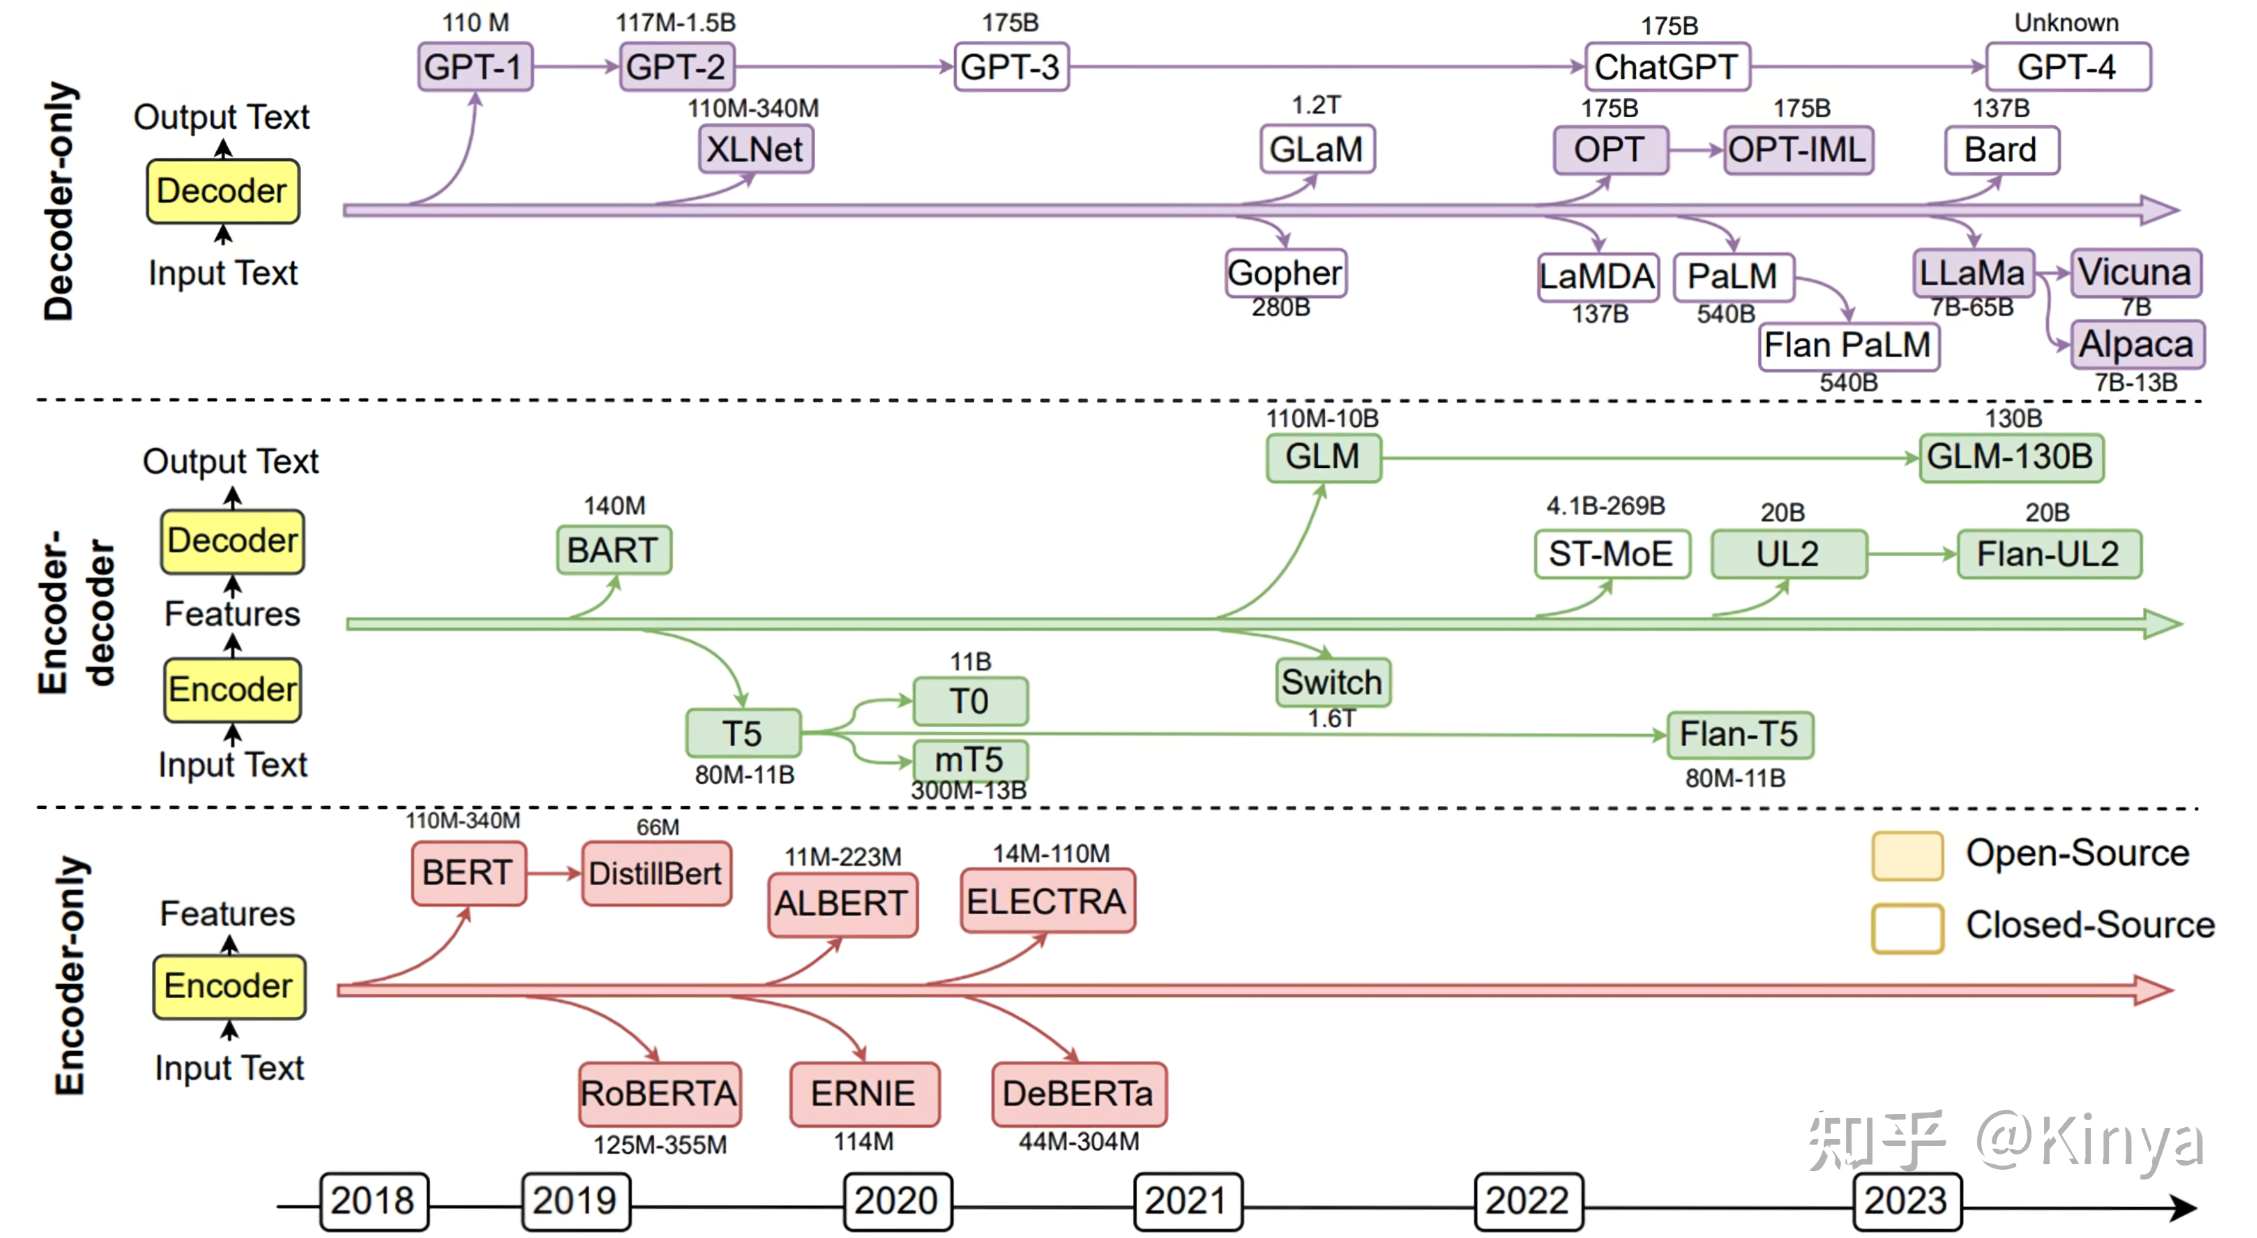 Decoder-only
Output Text
Decoder
Input Text
110 M
GPT-1
117M-1.5B
GPT-2
175B
GPT-3
175B
ChatGPT
Unknown
GPT-4
110M-340M
XLNet
1.2T
GLaM
175B
OPT
175B
OPT-IML
137B
Bard
Gopher
280B
LaMDA
137B
PaLM
540B
Flan PaLM
540B
LLaMa
7B-65B
Vicuna
7B
Alpaca
7B-13B
Encoder-
decoder
Output Text
Decoder
Features
Encoder
Input Text
110M-10B
GLM
130B
GLM-130B
140M
BART
4.1B-269B
ST-MoE
20B
UL2
20B
Flan-UL2
T5
80M-11B
11B
T0
mT5
300M-13B
Switch
1.6T
Flan-T5
80M-11B
Encoder-only
Features
Encoder
Input Text
110M-340M
BERT
66M
DistillBert
11M-223M
ALBERT
14M-110M
ELECTRA
RoBERTA
125M-355M
ERNIE
114M
DeBERTa
44M-304M
Open-Source
Closed-Source
知乎 @Kinya
2018
2019
2020
2021
2022
2023